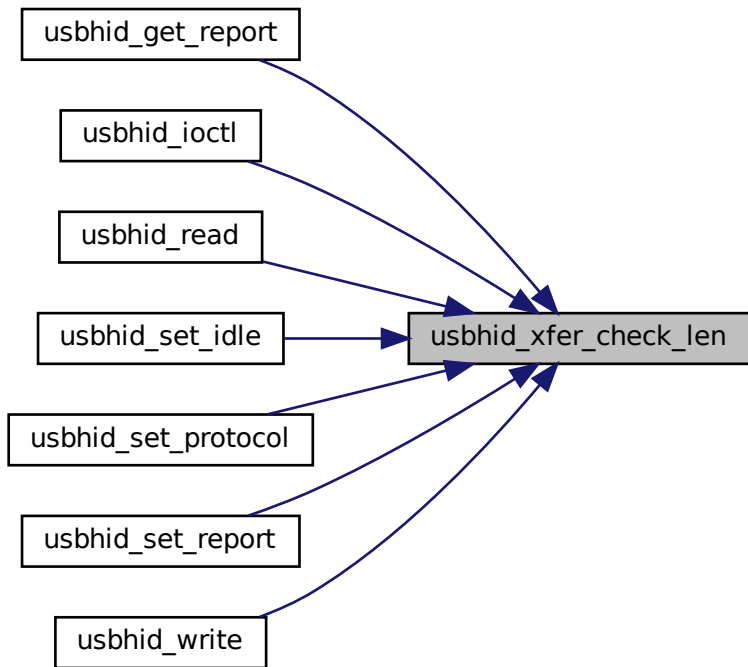 usbhid_get_report
usbhid_ioctl
usbhid_read
usbhid_set_idle
usbhid_xfer_check_len
usbhid_set_protocol
usbhid_set_report
usbhid_write